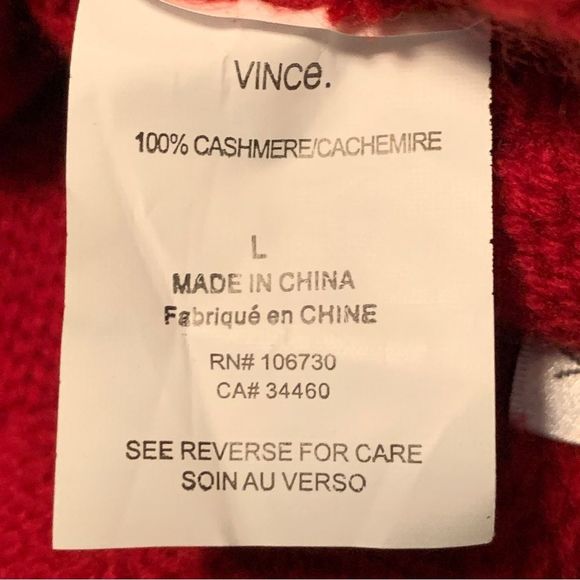 VINCe.
100% CASHMERE/CACHEMIRE
L
MADE IN CHINA
Fabriqué en CHINE
RN# 106730
CA# 34460
SEE REVERSE FOR CARE
SOIN AU VERSO